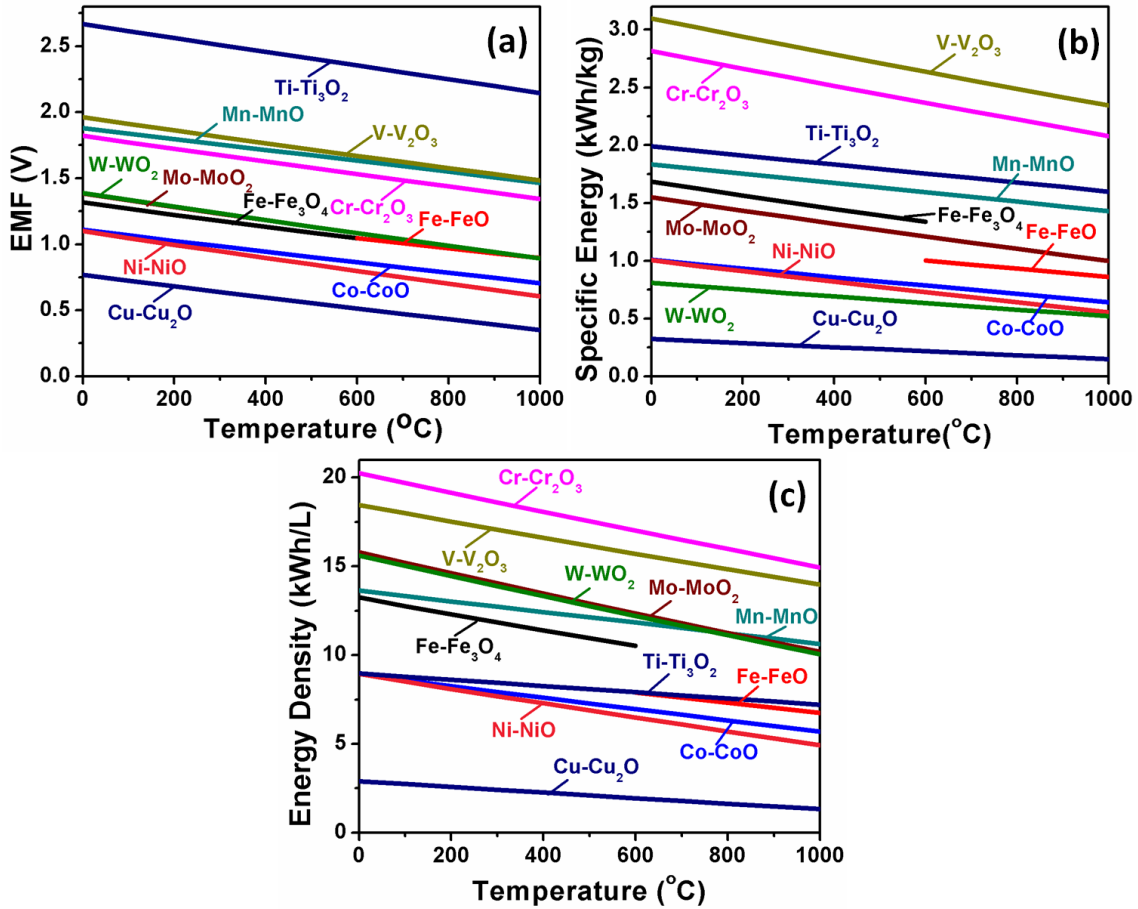 (a)
EMF (V)
3.0
2.5
2.0
1.5
1.0
0.5
0.0
Ti-Ti₃O₂
Mn-MnO
V-V₂O₃
W-WO₂
Mo-MoO₂
Fe-Fe₃O₄
Cr-Cr₂O₃
Fe-FeO
Ni-NiO
Co-CoO
Cu-Cu₂O
0 200 400 600 800 1000
Temperature (°C)
(b)
Specific Energy (kWh/kg)
3.0
2.5
2.0
1.5
1.0
0.5
0.0
V-V₂O₃
Cr-Cr₂O₃
Ti-Ti₃O₂
Mn-MnO
Fe-Fe₃O₄
Mo-MoO₂
Fe-FeO
Ni-NiO
W-WO₂
Co-CoO
Cu-Cu₂O
0 200 400 600 800 1000
Temperature(°C)
(c)
Energy Density (kWh/L)
20
15
10
5
0
Cr-Cr₂O₃
V-V₂O₃
W-WO₂
Mo-MoO₂
Mn-MnO
Fe-Fe₃O₄
Ti-Ti₃O₂
Fe-FeO
Ni-NiO
Co-CoO
Cu-Cu₂O
0 200 400 600 800 1000
Temperature (°C)